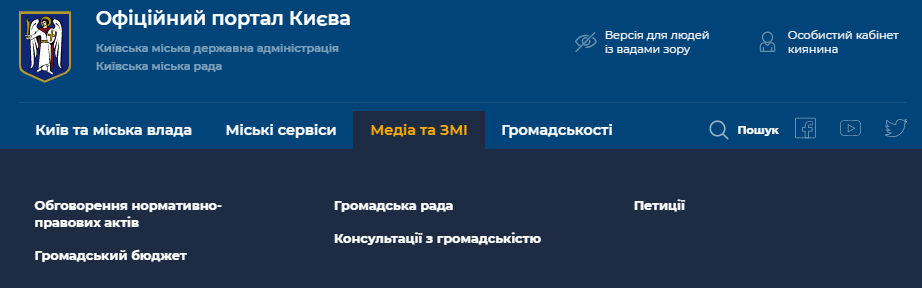 Офіційний портал Києва
Київська міська державна адміністрація
Київська міська рада
Версія для людей
із вадами зору
Особистий кабінет
киянина
Київ та міська влада
Міські сервіси
Медіа та ЗМІ
Громадськості
Пошук
Обговорення нормативно-
правових актів
Громадський бюджет
Громадська рада
Консультації з громадськістю
Петиції